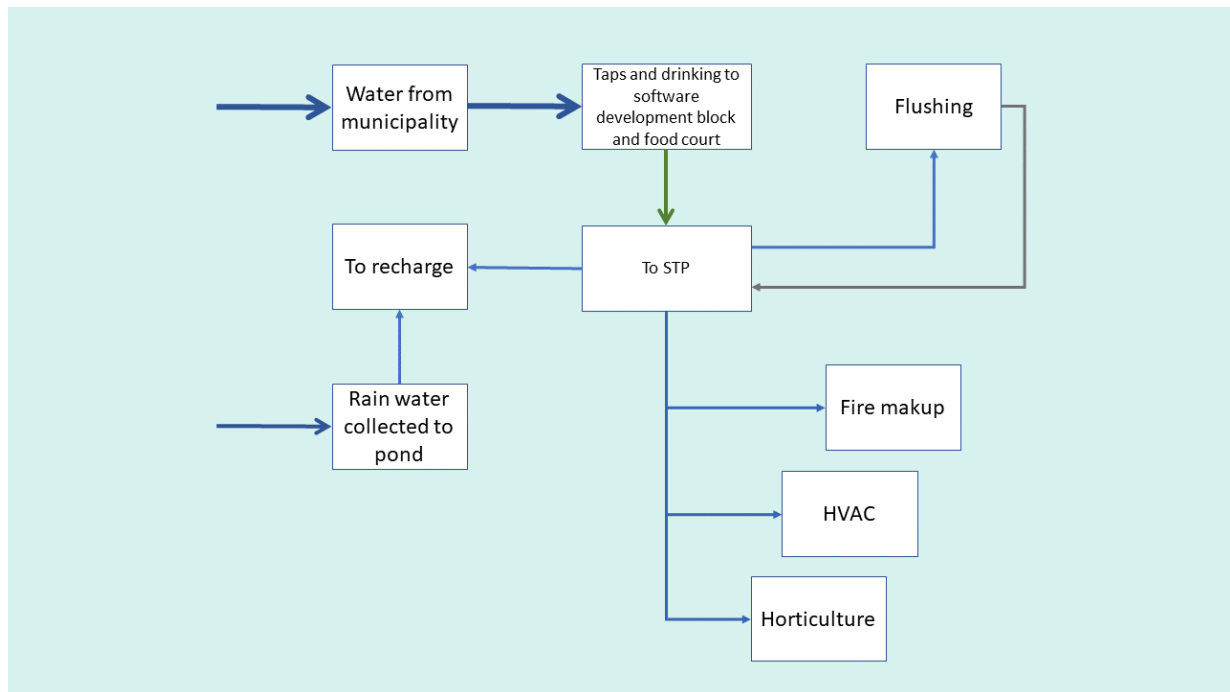 Water from
municipality
Taps and drinking to
software
development block
and food court
Flushing
To recharge
To STP
Rain water
collected to
pond
Fire makup
HVAC
Horticulture